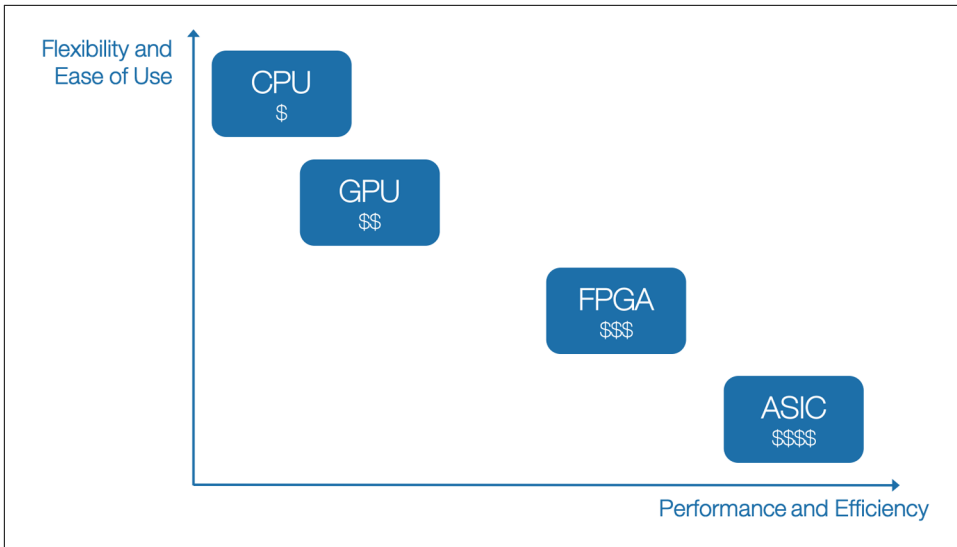 Flexibility and
Ease of Use
CPU
$
GPU
$$
FPGA
$$$
ASIC
$$$$
Performance and Efficiency